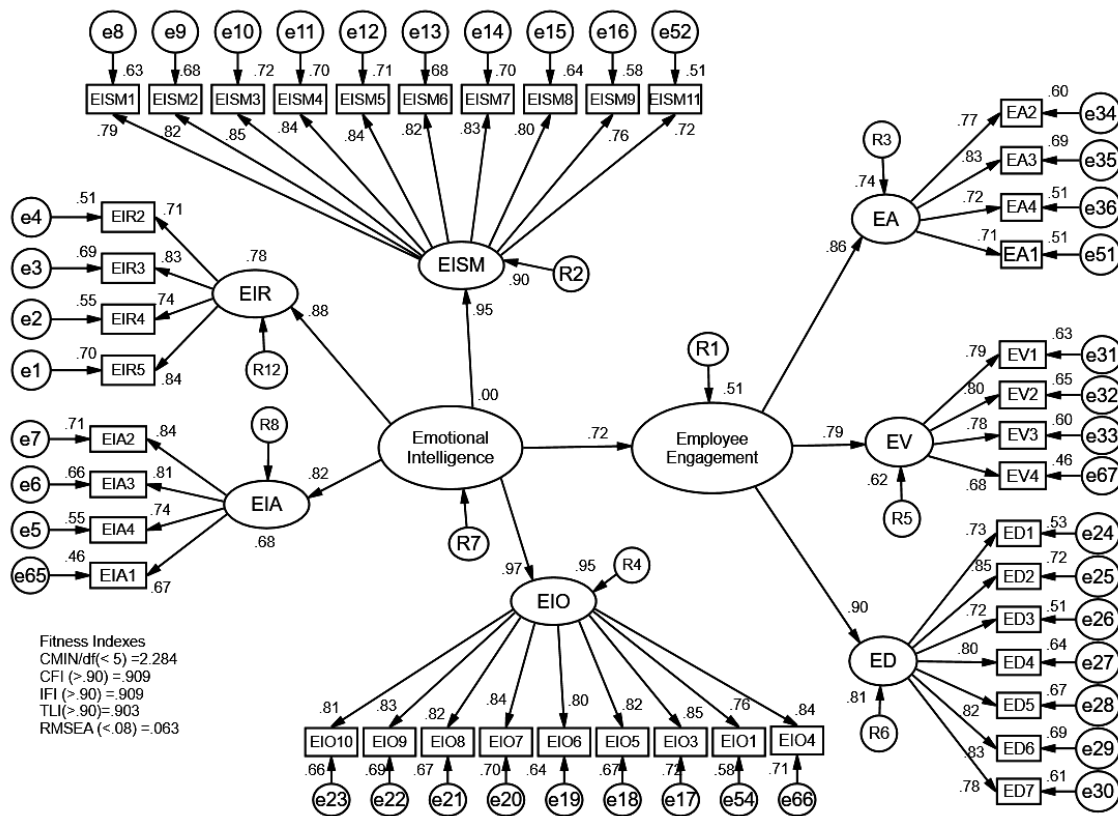 e8 e9 e10 e11 e12 e13 e14 e15 e16 e52
.63 .68 .72 .70 .71 .68 .70 .64 .58 .51
EISM1 EISM2 EISM3 EISM4 EISM5 EISM6 EISM7 EISM8 EISM9 EISM11
.79 .82 .85 .84 .84 .82 .83 .80 .76 .72
EISM
.90
R2
.95
e4 .51 EIR2 .71
e3 .69 EIR3 .83
e2 .55 EIR4 .74
e1 .70 EIR5 .84
.78
EIR
.88
R12
e7 .71 EIA2 .84
e6 .66 EIA3 .81
e5 .55 EIA4 .74
e65 .46 EIA1 .67
R8
EIA
.68
.82
.00
Emotional
Intelligence
R7
.72
R1
.51
Employee
Engagement
.97
.95
R4
EIO
.81 .83 .82 .84 .80 .82 .85 .76 .84
EIO10 EIO9 EIO8 EIO7 EIO6 EIO5 EIO3 EIO1 EIO4
.66 .69 .67 .70 .64 .67 .72 .58 .71
e23 e22 e21 e20 e19 e18 e17 e54 e66
R3
.74
EA
.86
.77 EA2 .60 e34
.83 EA3 .69 e35
.72 EA4 .51 e36
.71 EA1 .51 e51
.79
EV
.62
R5
.79 EV1 .63 e31
.80 EV2 .65 e32
.78 EV3 .60 e33
.68 EV4 .46 e67
.90
ED
.81
R6
.73 ED1 .53 e24
.85 ED2 .72 e25
.72 ED3 .51 e26
.80 ED4 .64 e27
.82 ED5 .67 e28
.83 ED6 .69 e29
.78 ED7 .61 e30
Fitness Indexes
CMIN/df(< 5) =2.284
CFI (>.90) =.909
IFI (>.90) =.909
TLI(>.90)=.903
RMSEA (<.08) =.063